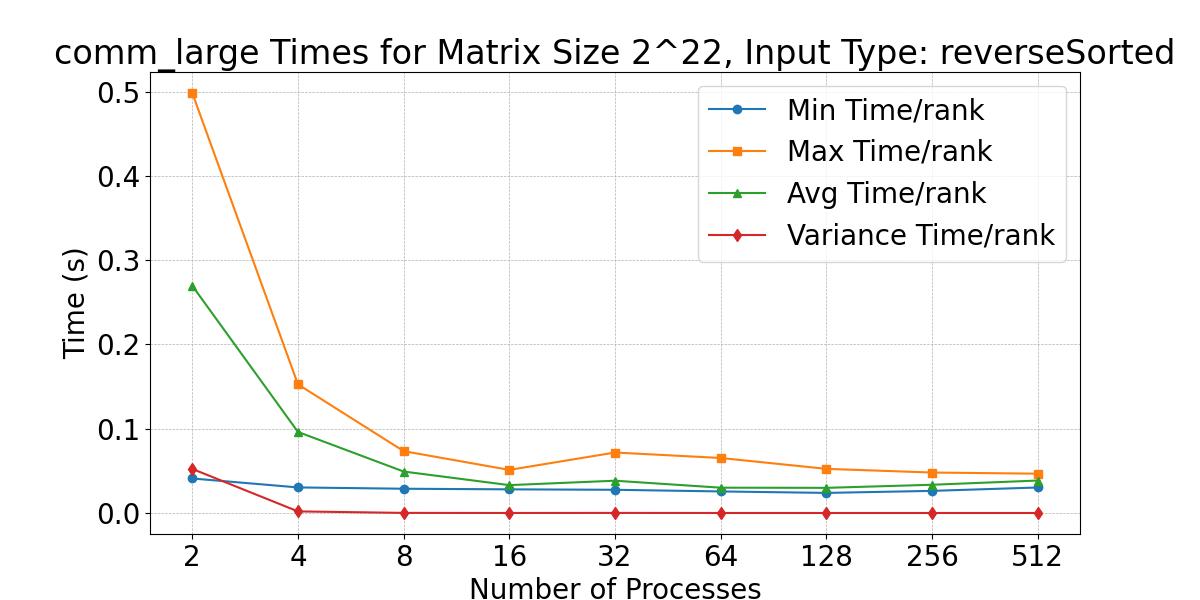 comm_large Times for Matrix Size 2^22, Input Type: reverseSorted
Min Time/rank
Max Time/rank
Avg Time/rank
Variance Time/rank
Time (s)
0.5
0.4
0.3
0.2
0.1
0.0
2 4 8 16 32 64 128 256 512
Number of Processes